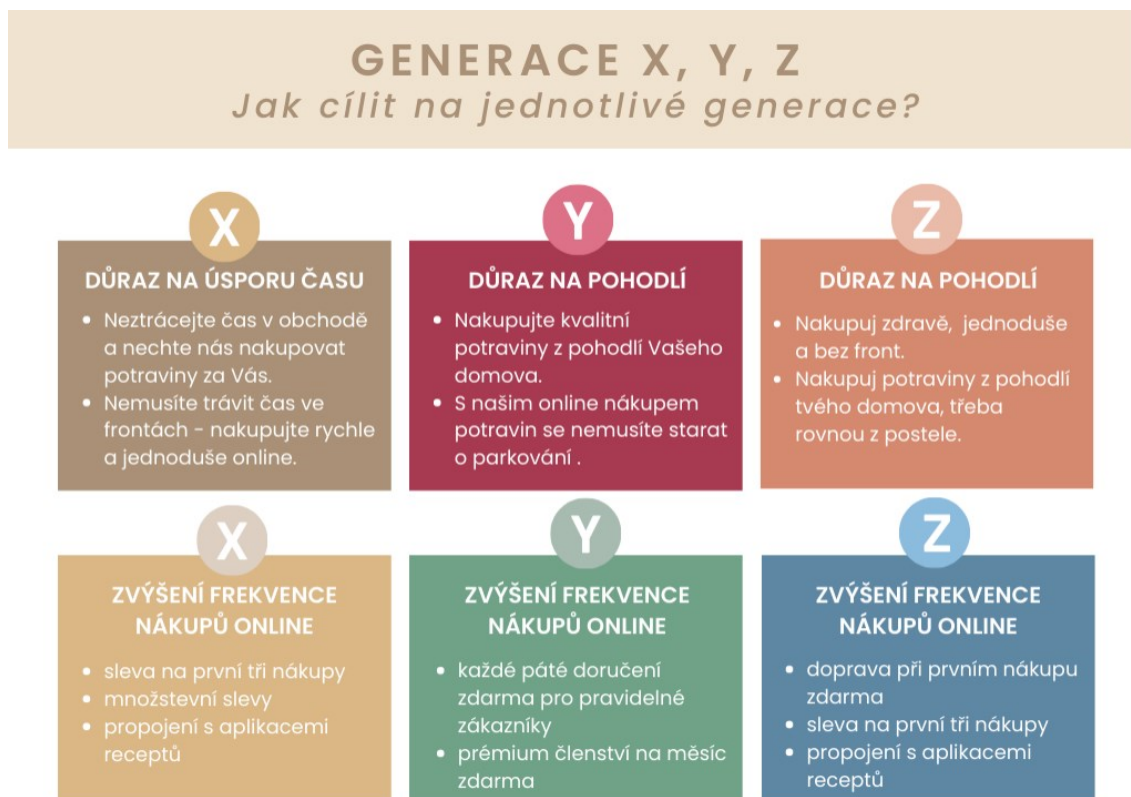 GENERACE X, Y, Z
Jak cílit na jednotlivé generace?
X
DŮRAZ NA ÚSPORU ČASU
• Neztrácejte čas v obchodě
a nechte nás nakupovat
potraviny za Vás.
• Nemusíte trávit čas ve
frontách - nakupujte rychle
a jednoduše online.
Y
DŮRAZ NA POHODLÍ
• Nakupujte kvalitní
potraviny z pohodlí Vašeho
domova.
• S našim online nákupem
potravin se nemusíte starat
o parkování .
Z
DŮRAZ NA POHODLÍ
• Nakupuj zdravě, jednoduše
a bez front.
• Nakupuj potraviny z pohodlí
tvého domova, třeba
rovnou z postele.
X
ZVÝŠENÍ FREKVENCE
NÁKUPŮ ONLINE
• sleva na první tři nákupy
• množstevní slevy
• propojení s aplikacemi
receptů
Y
ZVÝŠENÍ FREKVENCE
NÁKUPŮ ONLINE
• každé páté doručení
zdarma pro pravidelné
zákazníky
• prémium členství na měsíc
zdarma
Z
ZVÝŠENÍ FREKVENCE
NÁKUPŮ ONLINE
• doprava při prvním nákupu
zdarma
• sleva na první tři nákupy
• propojení s aplikacemi
receptů